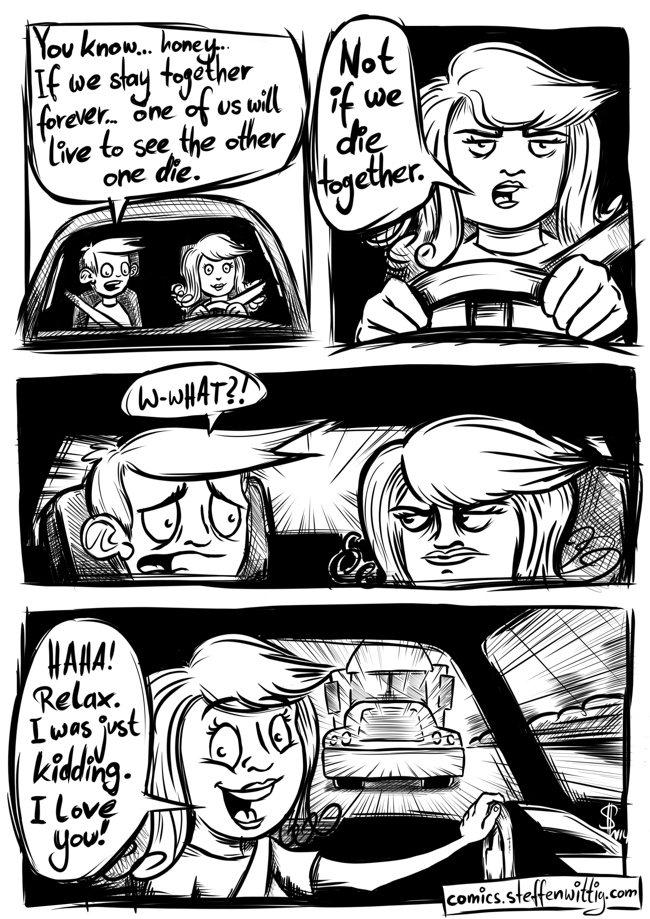 You know... honey...
If we stay together
forever... one of us will
live to see the other
one die.
Not
if we
die
together.
W-WHAT?!
HAHA!
Relax.
I was just
kidding.
I Love
you!
comics.steffenwittig.com